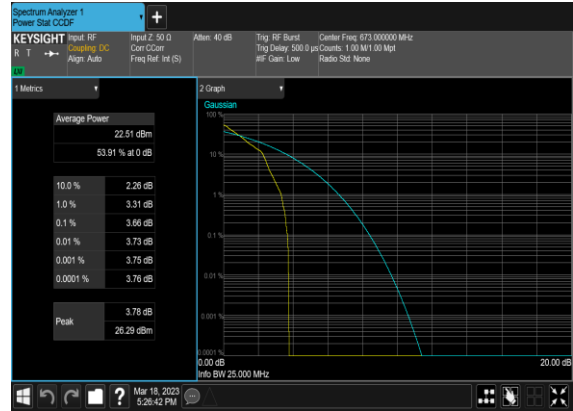 Spectrum Analyzer 1
Power Stat CCDF
KEYSIGHT
R T
LM
Input: RF
Coupling: DC
Align: Auto
Input Z: 50 Ω
Corr CCorr
Freq Ref: Int (S)
Atten: 40 dB
Trig: RF Burst
Trig Delay: 500.0 µs
#IF Gain: Low
Center Freq: 673.000000 MHz
Counts: 1.00 M/1.00 Mpt
Radio Std: None
1 Metrics
Average Power
22.51 dBm
53.91 % at 0 dB
10.0 % 2.26 dB
1.0 % 3.31 dB
0.1 % 3.66 dB
0.01 % 3.73 dB
0.001 % 3.75 dB
0.0001 % 3.76 dB
Peak
3.78 dB
26.29 dBm
2 Graph
Gaussian
100 %
10 %
1 %
0.1 %
0.01 %
0.001 %
0.0001 %
0.00 dB
20.00 dB
Info BW 25.000 MHz
?
Mar 18, 2023
5:26:42 PM